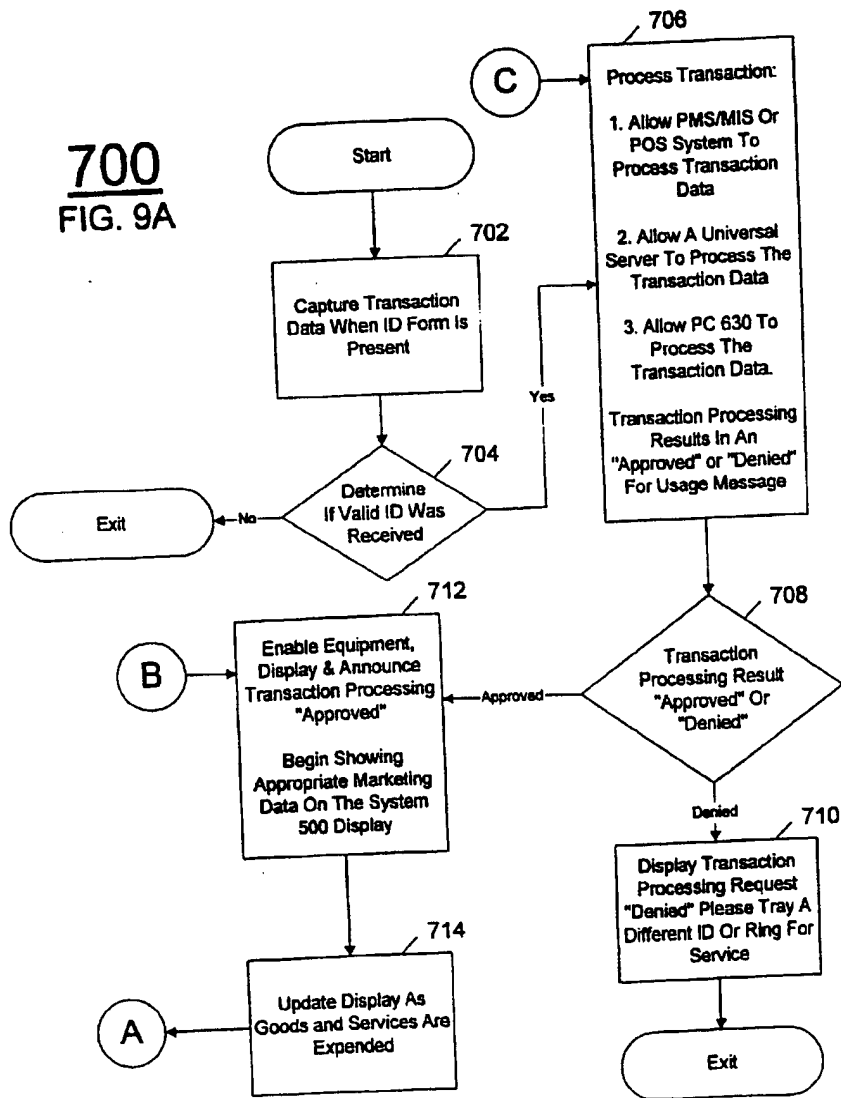 700
FIG. 9A
Start
702
Capture Transaction
Data When ID Form Is
Present
704
Determine
If Valid ID Was
Received
No
Exit
Yes
C
706
Process Transaction:
1. Allow PMS/MIS Or
POS System To
Process Transaction
Data
2. Allow A Universal
Server To Process The
Transaction Data
3. Allow PC 630 To
Process The
Transaction Data.
Transaction Processing
Results In An
"Approved" or "Denied"
For Usage Message
708
Transaction
Processing Result
"Approved" Or
"Denied"
Approved
Denied
710
Display Transaction
Processing Request
"Denied" Please Tray A
Different ID Or Ring For
Service
Exit
712
B
Enable Equipment,
Display & Announce
Transaction Processing
"Approved"
Begin Showing
Appropriate Marketing
Data On The System
500 Display
714
Update Display As
Goods and Services Are
Expended
A